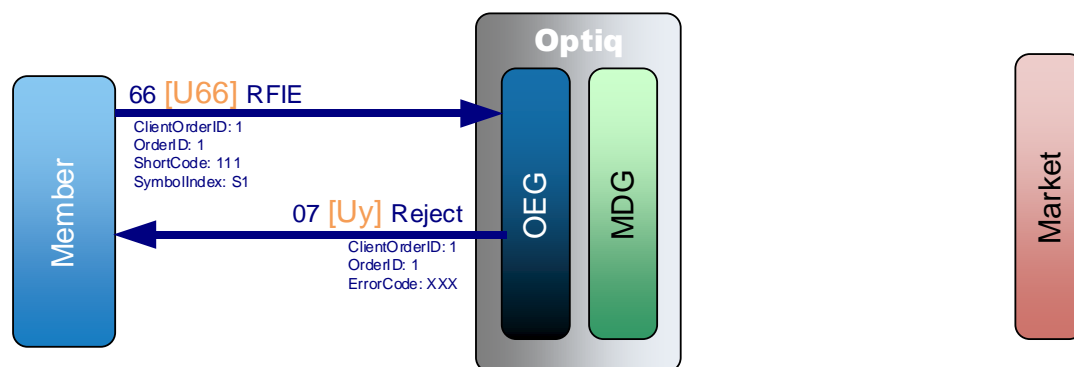 Optiq
Member
66 [U66] RFIE
ClientOrderID: 1
OrderID: 1
ShortCode: 111
SymbolIndex: S1
07 [Uy] Reject
ClientOrderID: 1
OrderID: 1
ErrorCode: XXX
OEG
MDG
Market